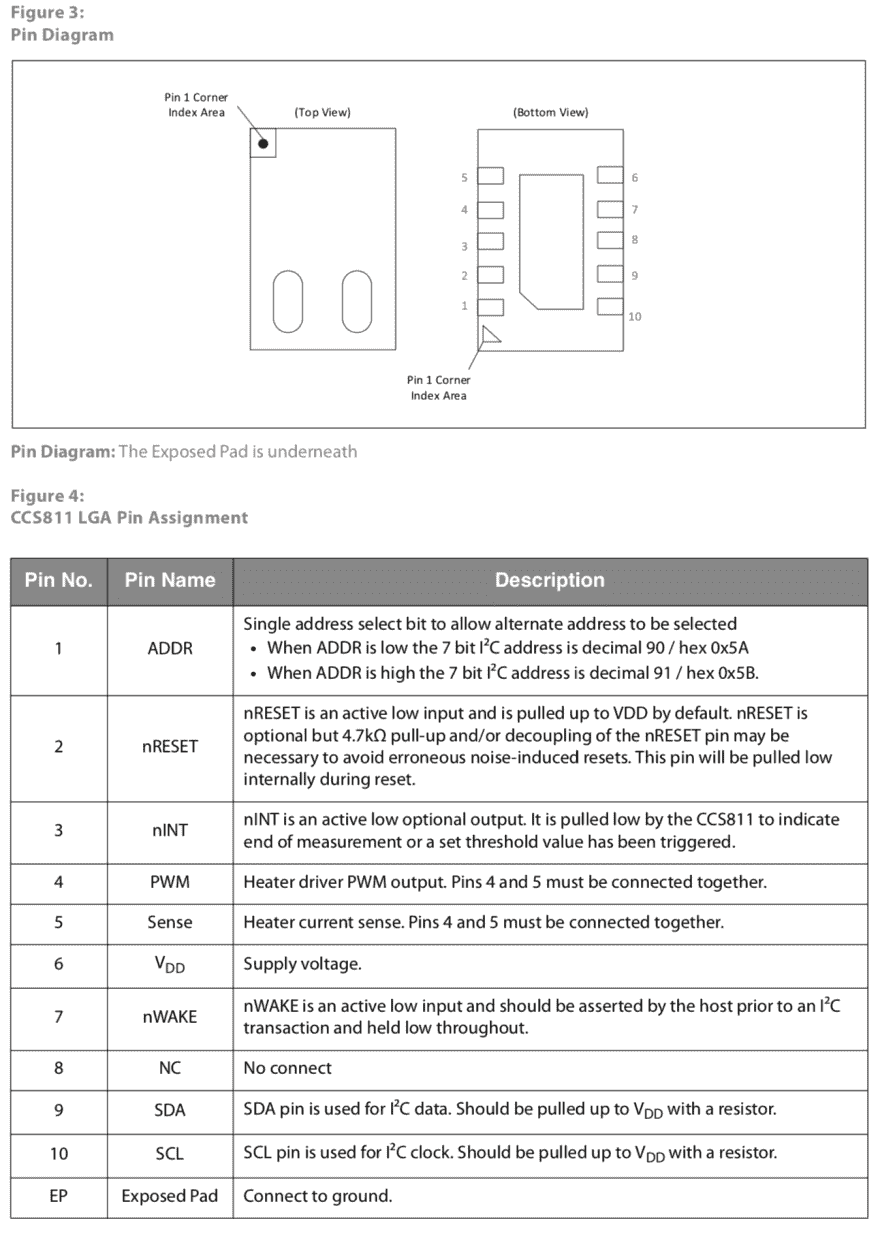 Figure 3:
Pin Diagram
Pin 1 Corner
Index Area
(Top View)
(Bottom View)
5
6
4
7
3
8
2
9
1
10
Pin 1 Corner
Index Area
Pin Diagram: The Exposed Pad is underneath
Figure 4:
CCS811 LGA Pin Assignment
Pin No. Pin Name Description
1 ADDR Single address select bit to allow alternate address to be selected
• When ADDR is low the 7 bit I²C address is decimal 90 / hex 0x5A
• When ADDR is high the 7 bit I²C address is decimal 91 / hex 0x5B.
2 nRESET nRESET is an active low input and is pulled up to VDD by default. nRESET is
optional but 4.7kΩ pull-up and/or decoupling of the nRESET pin may be
necessary to avoid erroneous noise-induced resets. This pin will be pulled low
internally during reset.
3 nINT nINT is an active low optional output. It is pulled low by the CCS811 to indicate
end of measurement or a set threshold value has been triggered.
4 PWM Heater driver PWM output. Pins 4 and 5 must be connected together.
5 Sense Heater current sense. Pins 4 and 5 must be connected together.
6 VDD Supply voltage.
7 nWAKE nWAKE is an active low input and should be asserted by the host prior to an I²C
transaction and held low throughout.
8 NC No connect
9 SDA SDA pin is used for I²C data. Should be pulled up to VDD with a resistor.
10 SCL SCL pin is used for I²C clock. Should be pulled up to VDD with a resistor.
EP Exposed Pad Connect to ground.